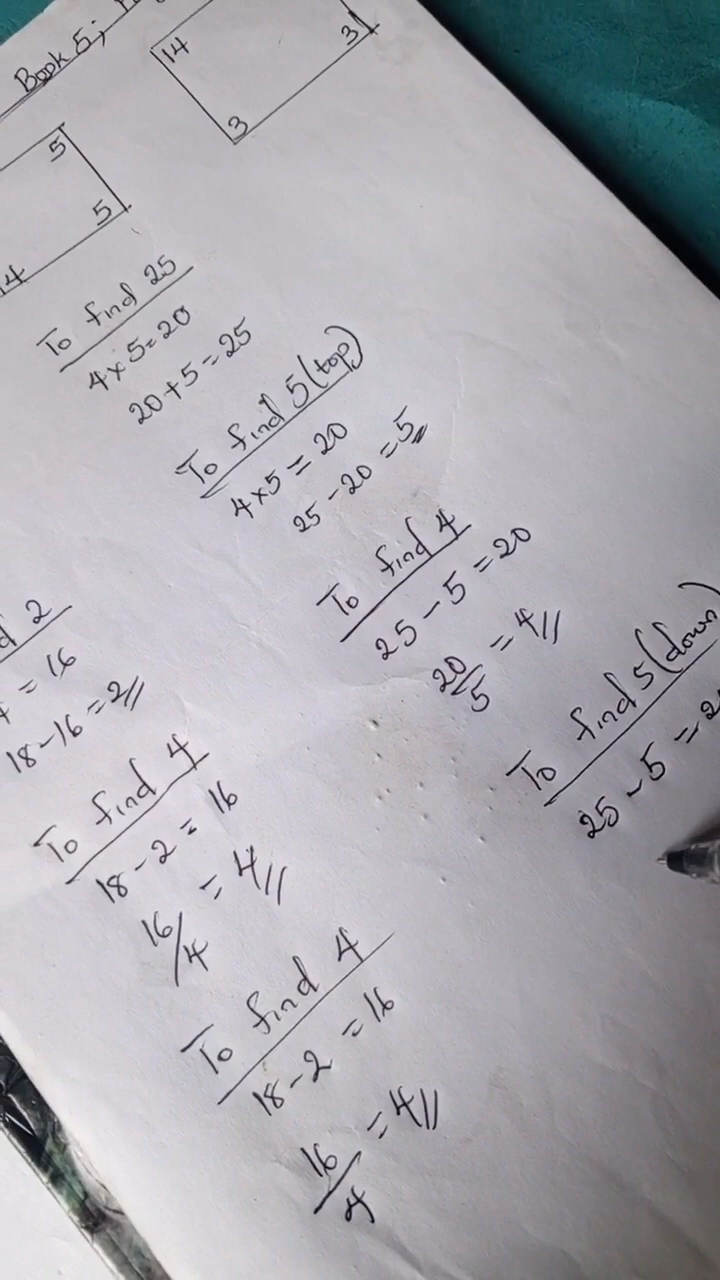 Book 5;
14
3
3
5
5
14
To find 25
4×5=20
20+5=25
To find 5 (top)
4×5=20
25-20=5
To find 4
25-5=20
20/5=4//
To find 5 (down)
25-5=2
d 2
=16
18-16=2//
To find 4
18-2=16
16/4=4//
To find 4
18-2=16
16/4=4//